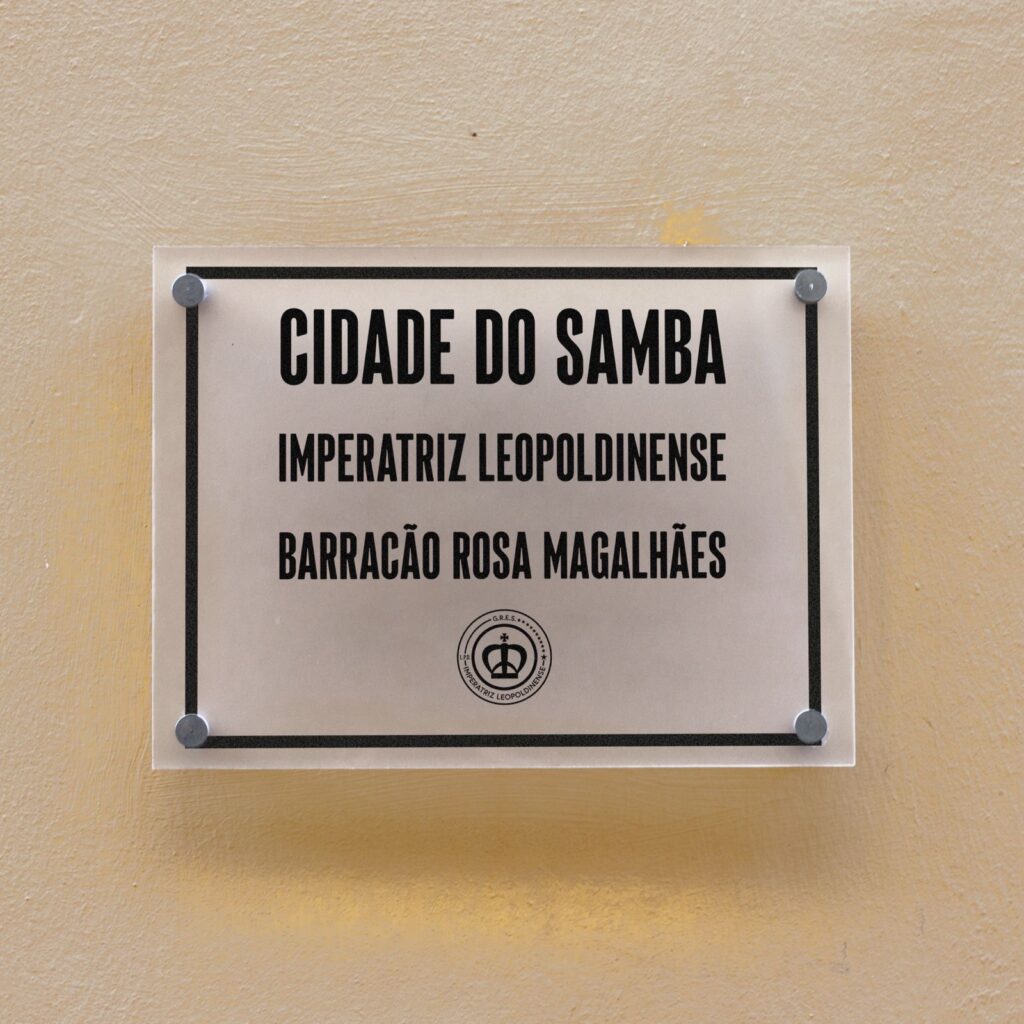 CIDADE DO SAMBA
IMPERATRIZ LEOPOLDINENSE
BARRACÃO ROSA MAGALHÃES
G.R.E.S.
IMPERATRIZ LEOPOLDINENSE